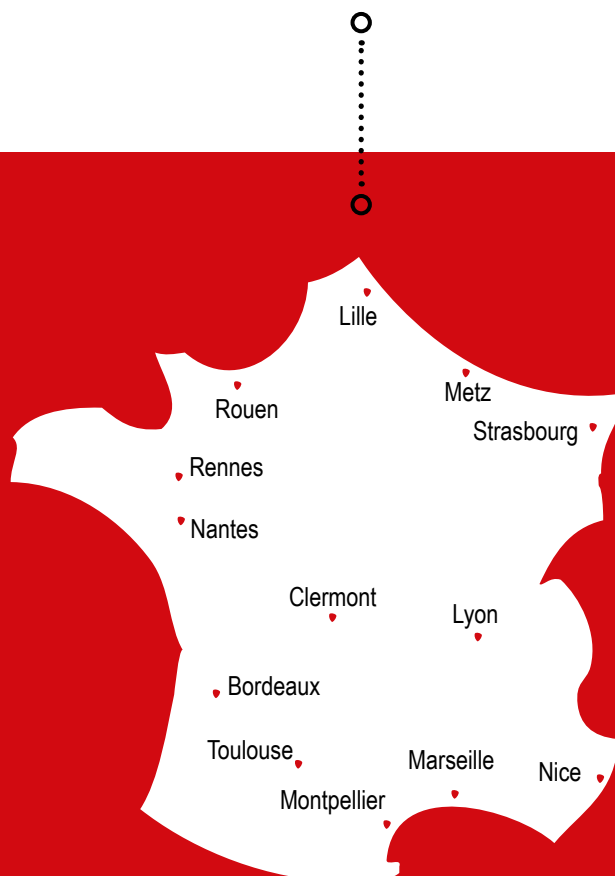 Lille
Metz
Rouen
Strasbourg
Rennes
Nantes
Clermont
Lyon
Bordeaux
Toulouse
Marseille
Nice
Montpellier